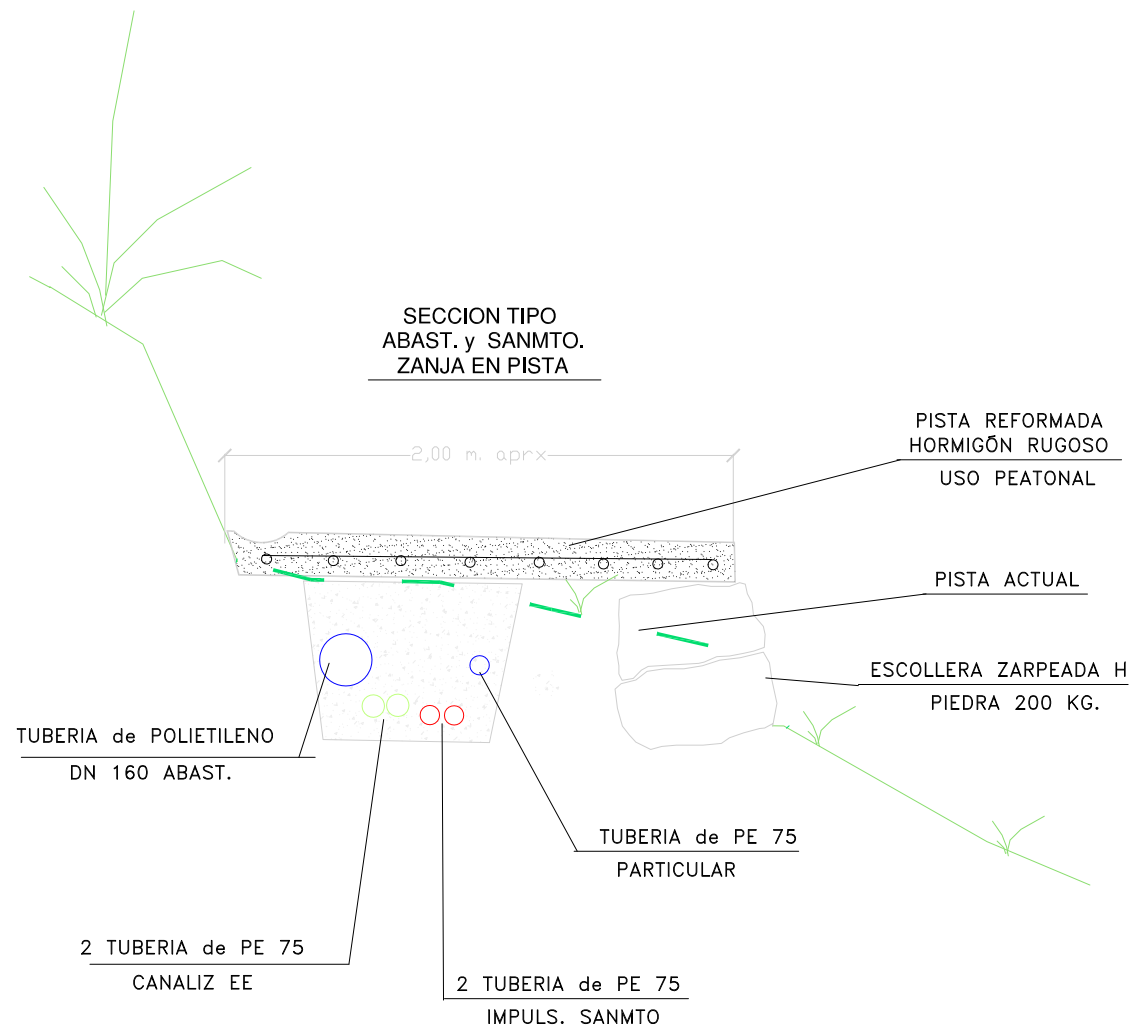 SECCION TIPO
ABAST. y SANMTO.
ZANJA EN PISTA
2,00 m. aprx
PISTA REFORMADA
HORMIGÓN RUGOSO
USO PEATONAL
PISTA ACTUAL
ESCOLLERA ZARPEADA H
PIEDRA 200 KG.
TUBERIA de POLIETILENO
DN 160 ABAST.
TUBERIA de PE 75
PARTICULAR
2 TUBERIA de PE 75
CANALIZ EE
2 TUBERIA de PE 75
IMPULS. SANMTO